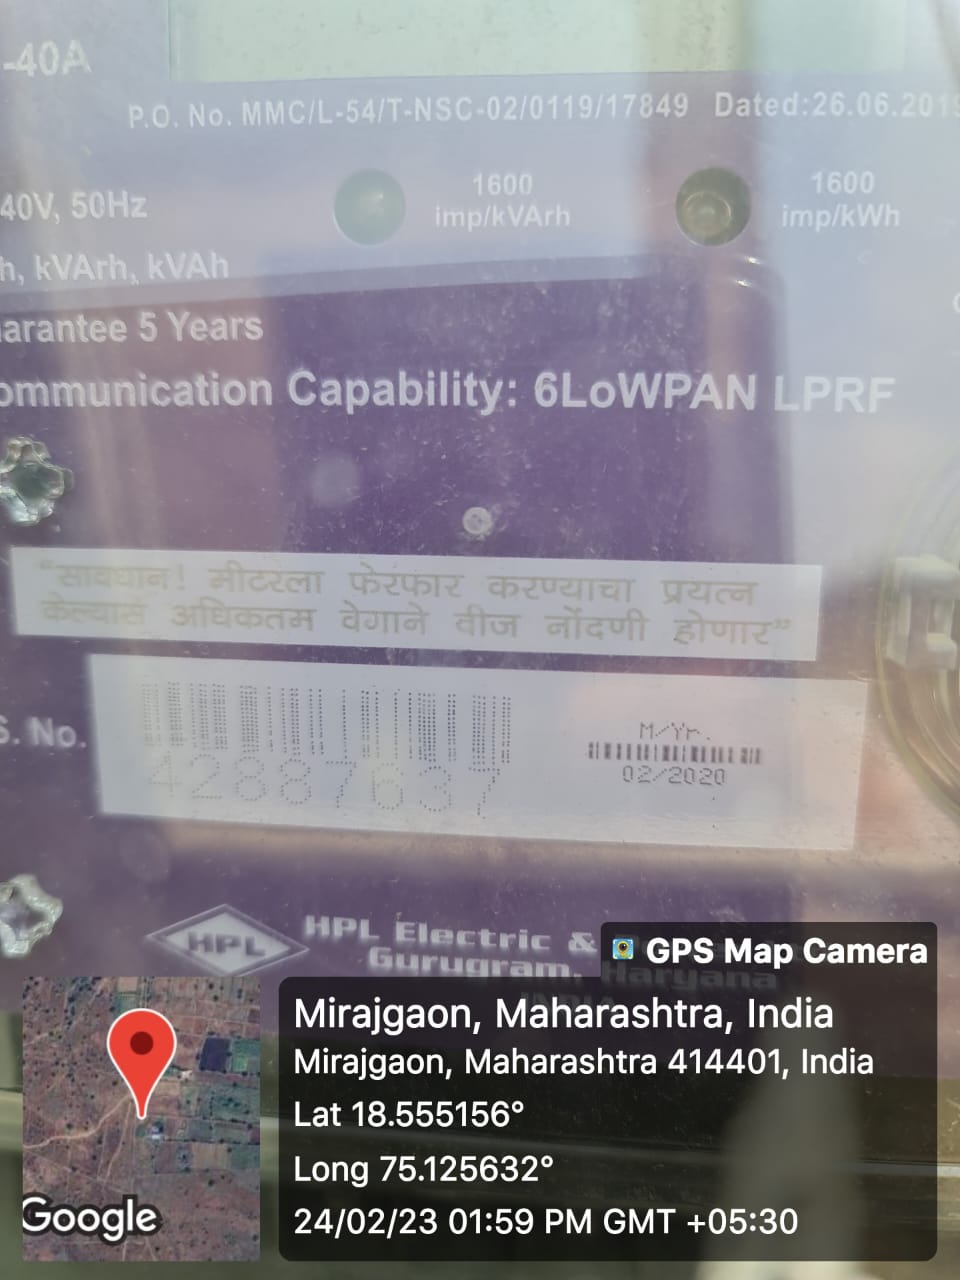 -40A
P.O. No. MMC/L-54/T-NSC-02/0119/17849 Dated:26.06.2019
40V, 50Hz
1600
imp/kVArh
1600
imp/kWh
h, kVArh, kVAh
arantee 5 Years
ommunication Capability: 6LoWPAN LPRF
"सावधान! मीटरला फेरफार करण्याचा प्रयत्न
केल्यास अधिकतम वेगाने वीज नोंदणी होणार"
S. No.
42887637
M/Yr.
02/2020
HPL
HPL Electric &
Gurugram, Haryana
INDIA
GPS Map Camera
Mirajgaon, Maharashtra, India
Mirajgaon, Maharashtra 414401, India
Lat 18.555156°
Long 75.125632°
24/02/23 01:59 PM GMT +05:30
Google